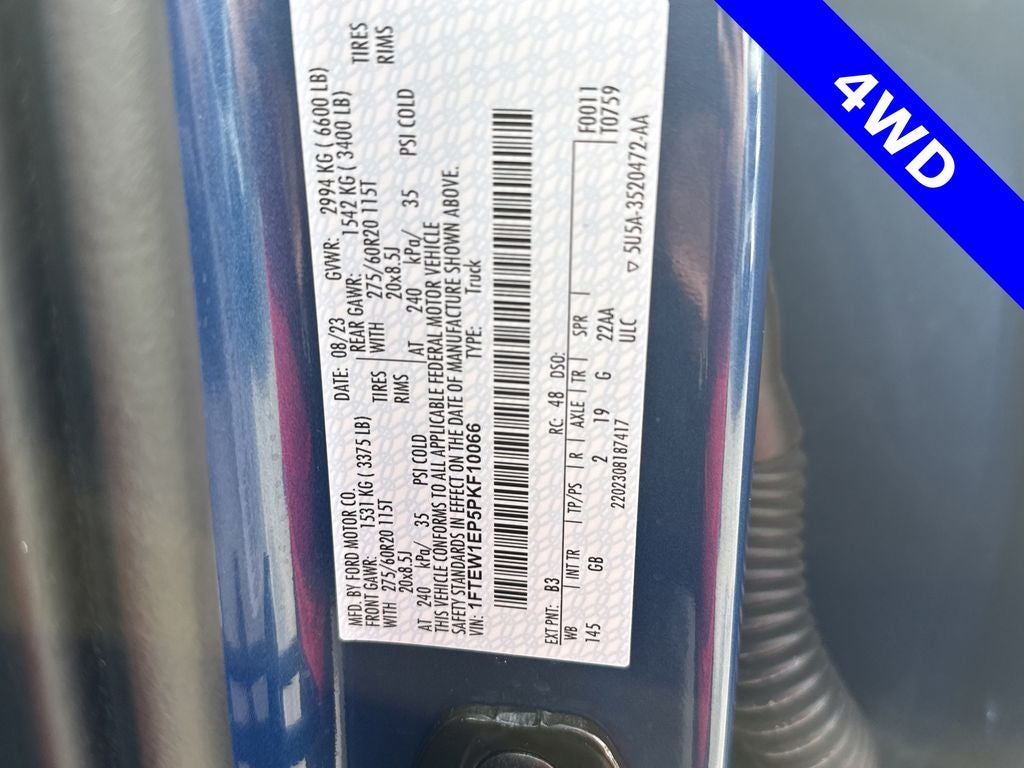 4WD
MFD. BY FORD MOTOR CO.
DATE: 08/23 GVWR: 2994 KG ( 6600 LB)
FRONT GAWR: 1531 KG ( 3375 LB)
REAR GAWR: 1542 KG ( 3400 LB)
WITH 275/60R20 115T TIRES
WITH 275/60R20 115T TIRES
20x8.5J RIMS
20x8.5J RIMS
AT 240 kPa/ 35 PSI COLD
AT 240 kPa/ 35 PSI COLD
THIS VEHICLE CONFORMS TO ALL APPLICABLE FEDERAL MOTOR VEHICLE
SAFETY STANDARDS IN EFFECT ON THE DATE OF MANUFACTURE SHOWN ABOVE.
VIN: 1FTEW1EP5PKF10066 TYPE: Truck
F0011
T0759
EXT PNT: B3 RC: 48 DSO:
WB INT TR TP/PS R AXLE TR SPR
145 GB 2 19 G 22AA
ULC
2202308187417
▽ 5U5A-3520472-AA